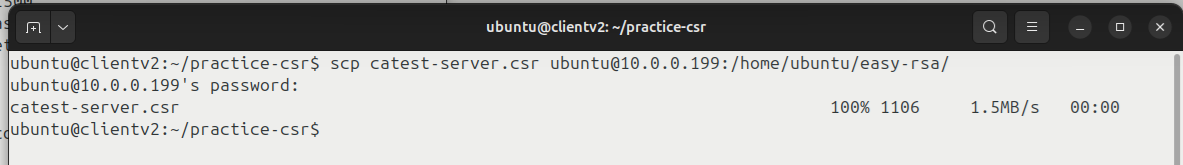 ubuntu@clientv2: ~/practice-csr
ubuntu@clientv2:~/practice-csr$ scp catest-server.csr ubuntu@10.0.0.199:/home/ubuntu/easy-rsa/
ubuntu@10.0.0.199's password:
catest-server.csr 100% 1106 1.5MB/s 00:00
ubuntu@clientv2:~/practice-csr$